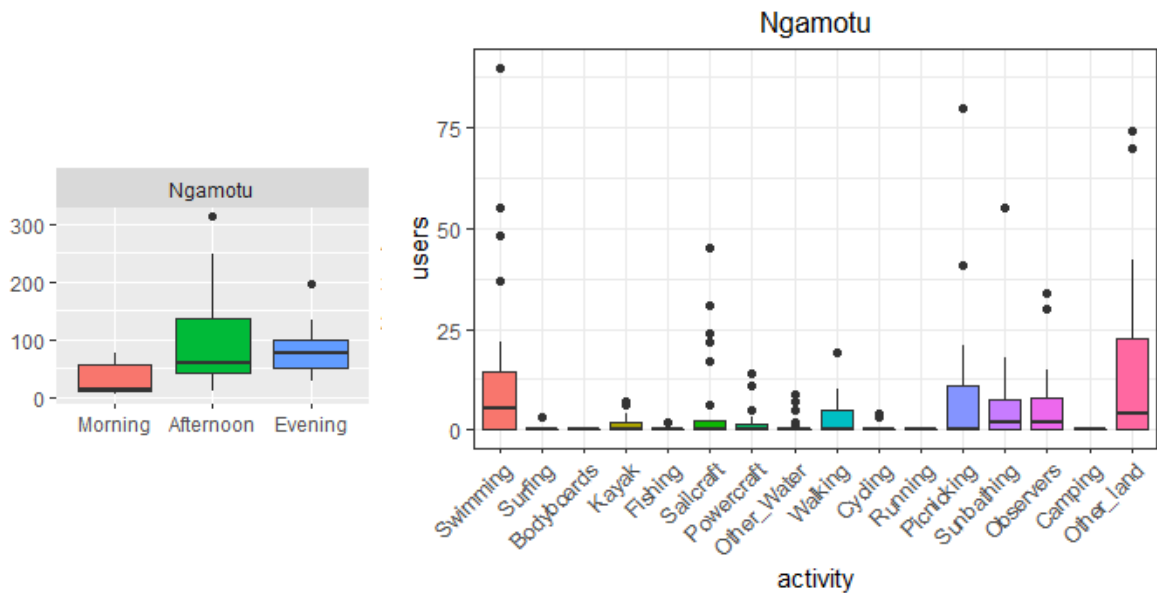 Ngamotu
300
200
100
0
Morning Afternoon Evening
Ngamotu
users
75
50
25
0
Swimming
Surfing
Bodyboards
Kayak
Fishing
Sailcraft
Powercraft
Other_Water
Walking
Cycling
Running
Picnicking
Sunbathing
Observers
Camping
Other_land
activity